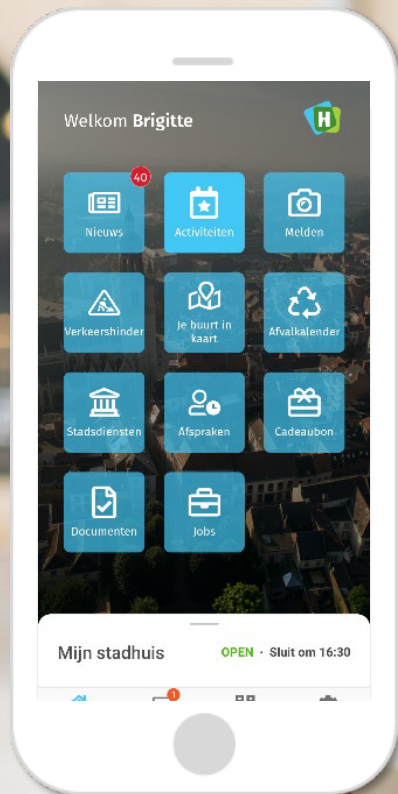 Welkom Brigitte
H
40
Nieuws
Activiteiten
Melden
Verkeershinder
Je buurt in
kaart
Afvalkalender
Stadsdiensten
Afspraken
Cadeaubon
Documenten
Jobs
Mijn stadhuis
OPEN · Sluit om 16:30
1